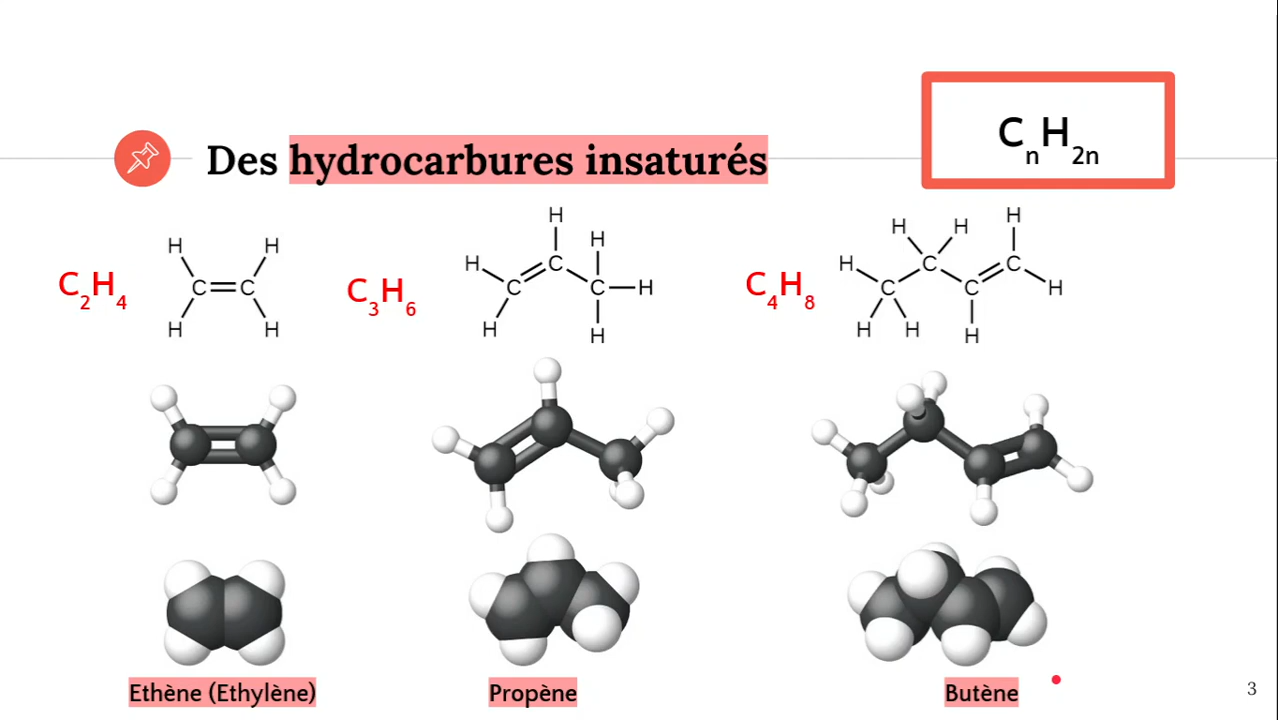 CnH2n
Des hydrocarbures insaturés
C2H4
H H
C=C
H H
C3H6
H
H
H C
C C—H
H H
C4H8
H
H H
H C C
C C H
H H H
Ethène (Ethylène)
Propène
Butène
3